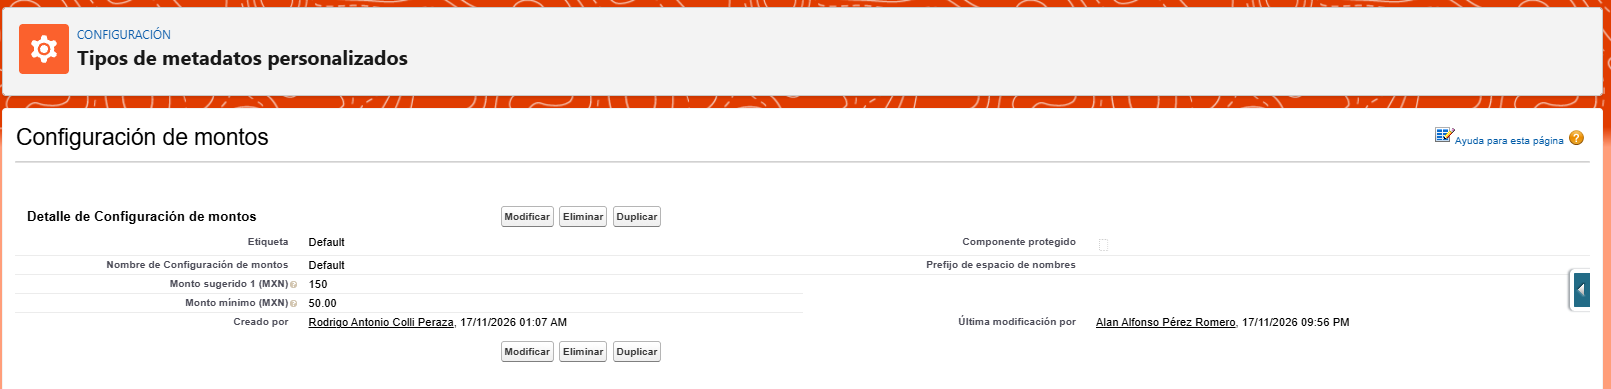 CONFIGURACIÓN
Tipos de metadatos personalizados
Configuración de montos
Ayuda para esta página ?
Detalle de Configuración de montos
Modificar Eliminar Duplicar
Etiqueta Default Componente protegido
Nombre de Configuración de montos Default Prefijo de espacio de nombres
Monto sugerido 1 (MXN) 150
Monto mínimo (MXN) 50.00
Creado por Rodrigo Antonio Colli Peraza, 17/11/2026 01:07 AM Última modificación por Alan Alfonso Pérez Romero, 17/11/2026 09:56 PM
Modificar Eliminar Duplicar